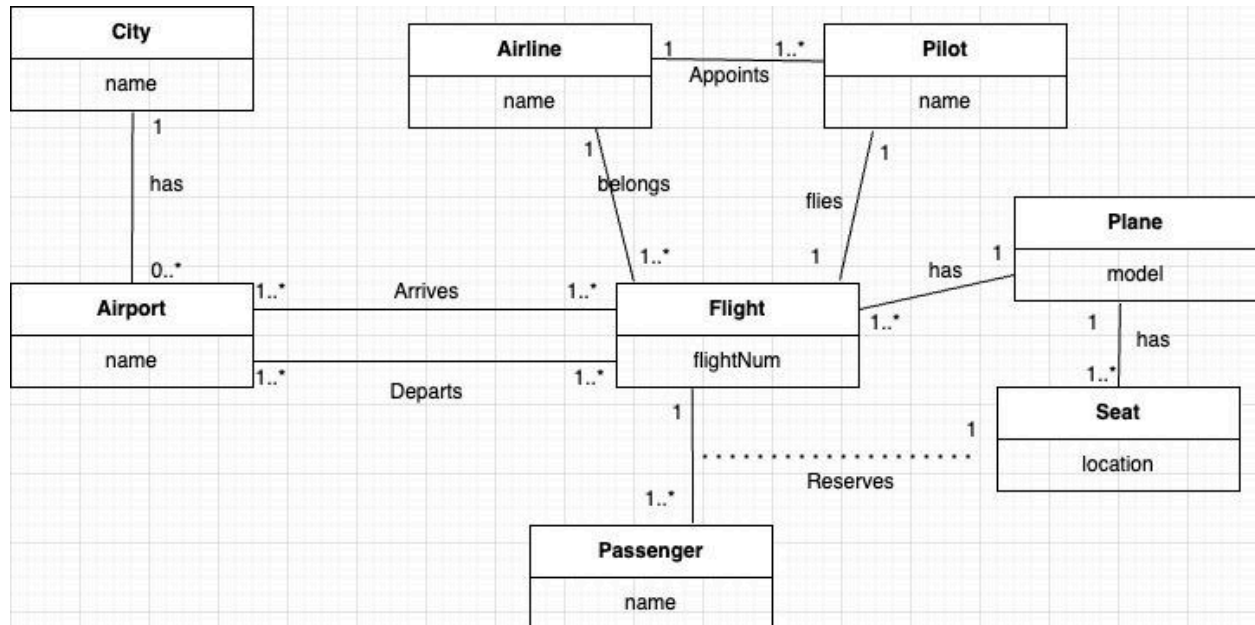 City
name
1
has
0..*
Airport
name
Airline
name
1
Appoints
1..*
Pilot
name
1
belongs
1..*
1
flies
1
1..*
Arrives
1..*
1..*
Departs
1..*
Flight
flightNum
1..*
has
1
Plane
model
1
has
1..*
Seat
location
1
Reserves
1
1..*
Passenger
name